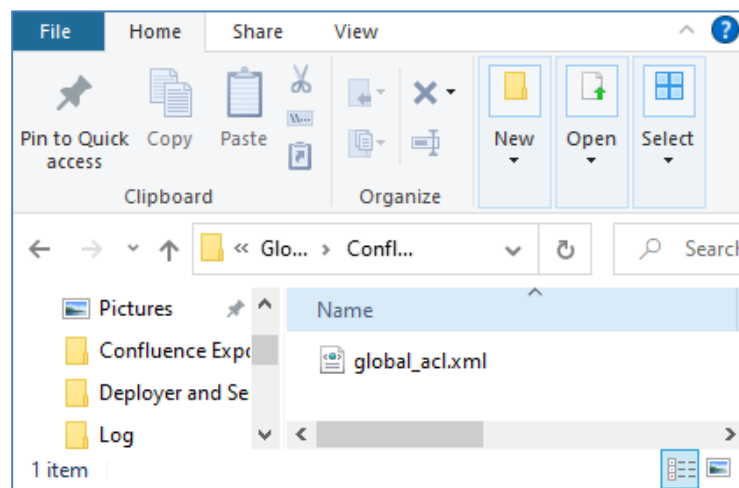 File Home Share View ?
Pin to Quick access Copy Paste New Open Select
Clipboard Organize
« Glo... › Confl... Search
Pictures Name
Confluence Expo global_acl.xml
Deployer and Se
Log
1 item